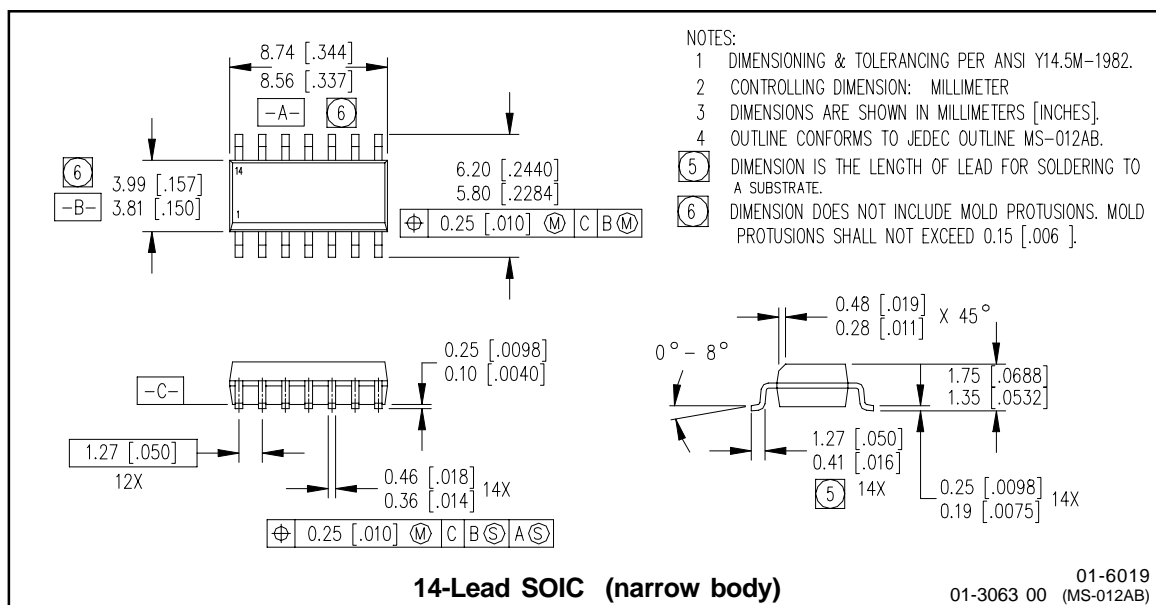 8.74 [.344]
8.56 [.337]
-A- 6
6
3.99 [.157]
3.81 [.150]
-B-
14
1
6.20 [.2440]
5.80 [.2284]
⌖ 0.25 [.010] Ⓜ C B Ⓜ
NOTES:
1 DIMENSIONING & TOLERANCING PER ANSI Y14.5M-1982.
2 CONTROLLING DIMENSION: MILLIMETER
3 DIMENSIONS ARE SHOWN IN MILLIMETERS [INCHES].
4 OUTLINE CONFORMS TO JEDEC OUTLINE MS-012AB.
5 DIMENSION IS THE LENGTH OF LEAD FOR SOLDERING TO
A SUBSTRATE.
6 DIMENSION DOES NOT INCLUDE MOLD PROTUSIONS. MOLD
PROTUSIONS SHALL NOT EXCEED 0.15 [.006 ].
-C-
0.25 [.0098]
0.10 [.0040]
1.27 [.050]
12X
0.46 [.018]
0.36 [.014] 14X
⌖ 0.25 [.010] Ⓜ C B Ⓢ A Ⓢ
0.48 [.019]
0.28 [.011] X 45°
0° - 8°
1.75 [.0688]
1.35 [.0532]
1.27 [.050]
0.41 [.016]
5 14X
0.25 [.0098]
0.19 [.0075] 14X
14-Lead SOIC (narrow body)
01-6019
01-3063 00 (MS-012AB)